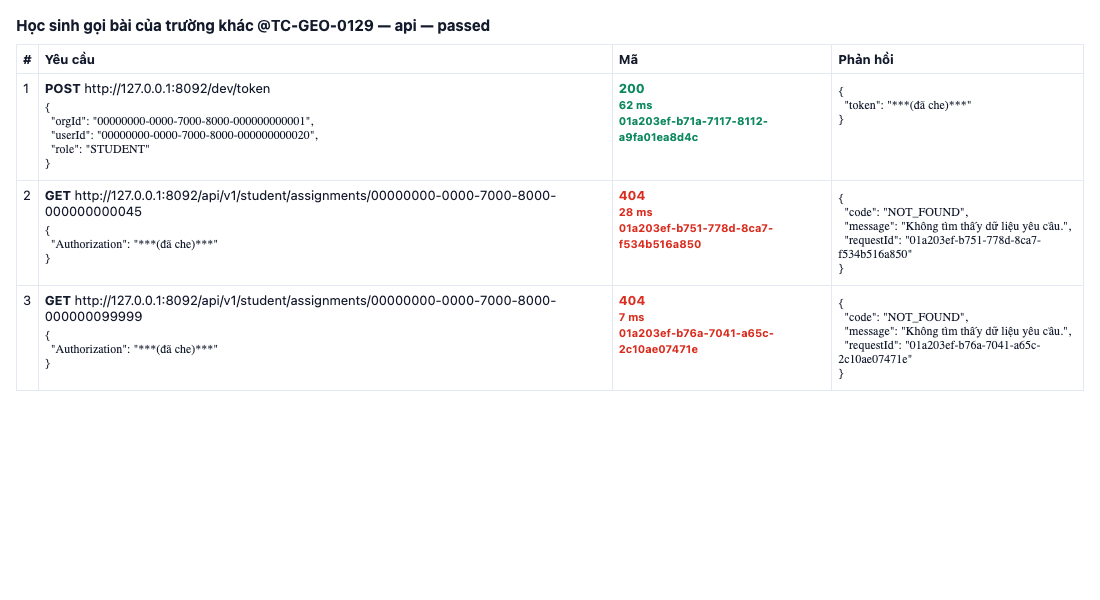 Học sinh gọi bài của trường khác @TC-GEO-0129 — api — passed
# Yêu cầu Mã Phản hồi
1 POST http://127.0.0.1:8092/dev/token
{
"orgId": "00000000-0000-7000-8000-000000000001",
"userId": "00000000-0000-7000-8000-000000000020",
"role": "STUDENT"
}
200
62 ms
01a203ef-b71a-7117-8112-
a9fa01ea8d4c
{
"token": "***(đã che)***"
}
2 GET http://127.0.0.1:8092/api/v1/student/assignments/00000000-0000-7000-8000-
000000000045
{
"Authorization": "***(đã che)***"
}
404
28 ms
01a203ef-b751-778d-8ca7-
f534b516a850
{
"code": "NOT_FOUND",
"message": "Không tìm thấy dữ liệu yêu cầu.",
"requestId": "01a203ef-b751-778d-8ca7-
f534b516a850"
}
3 GET http://127.0.0.1:8092/api/v1/student/assignments/00000000-0000-7000-8000-
000000099999
{
"Authorization": "***(đã che)***"
}
404
7 ms
01a203ef-b76a-7041-a65c-
2c10ae07471e
{
"code": "NOT_FOUND",
"message": "Không tìm thấy dữ liệu yêu cầu.",
"requestId": "01a203ef-b76a-7041-a65c-
2c10ae07471e"
}